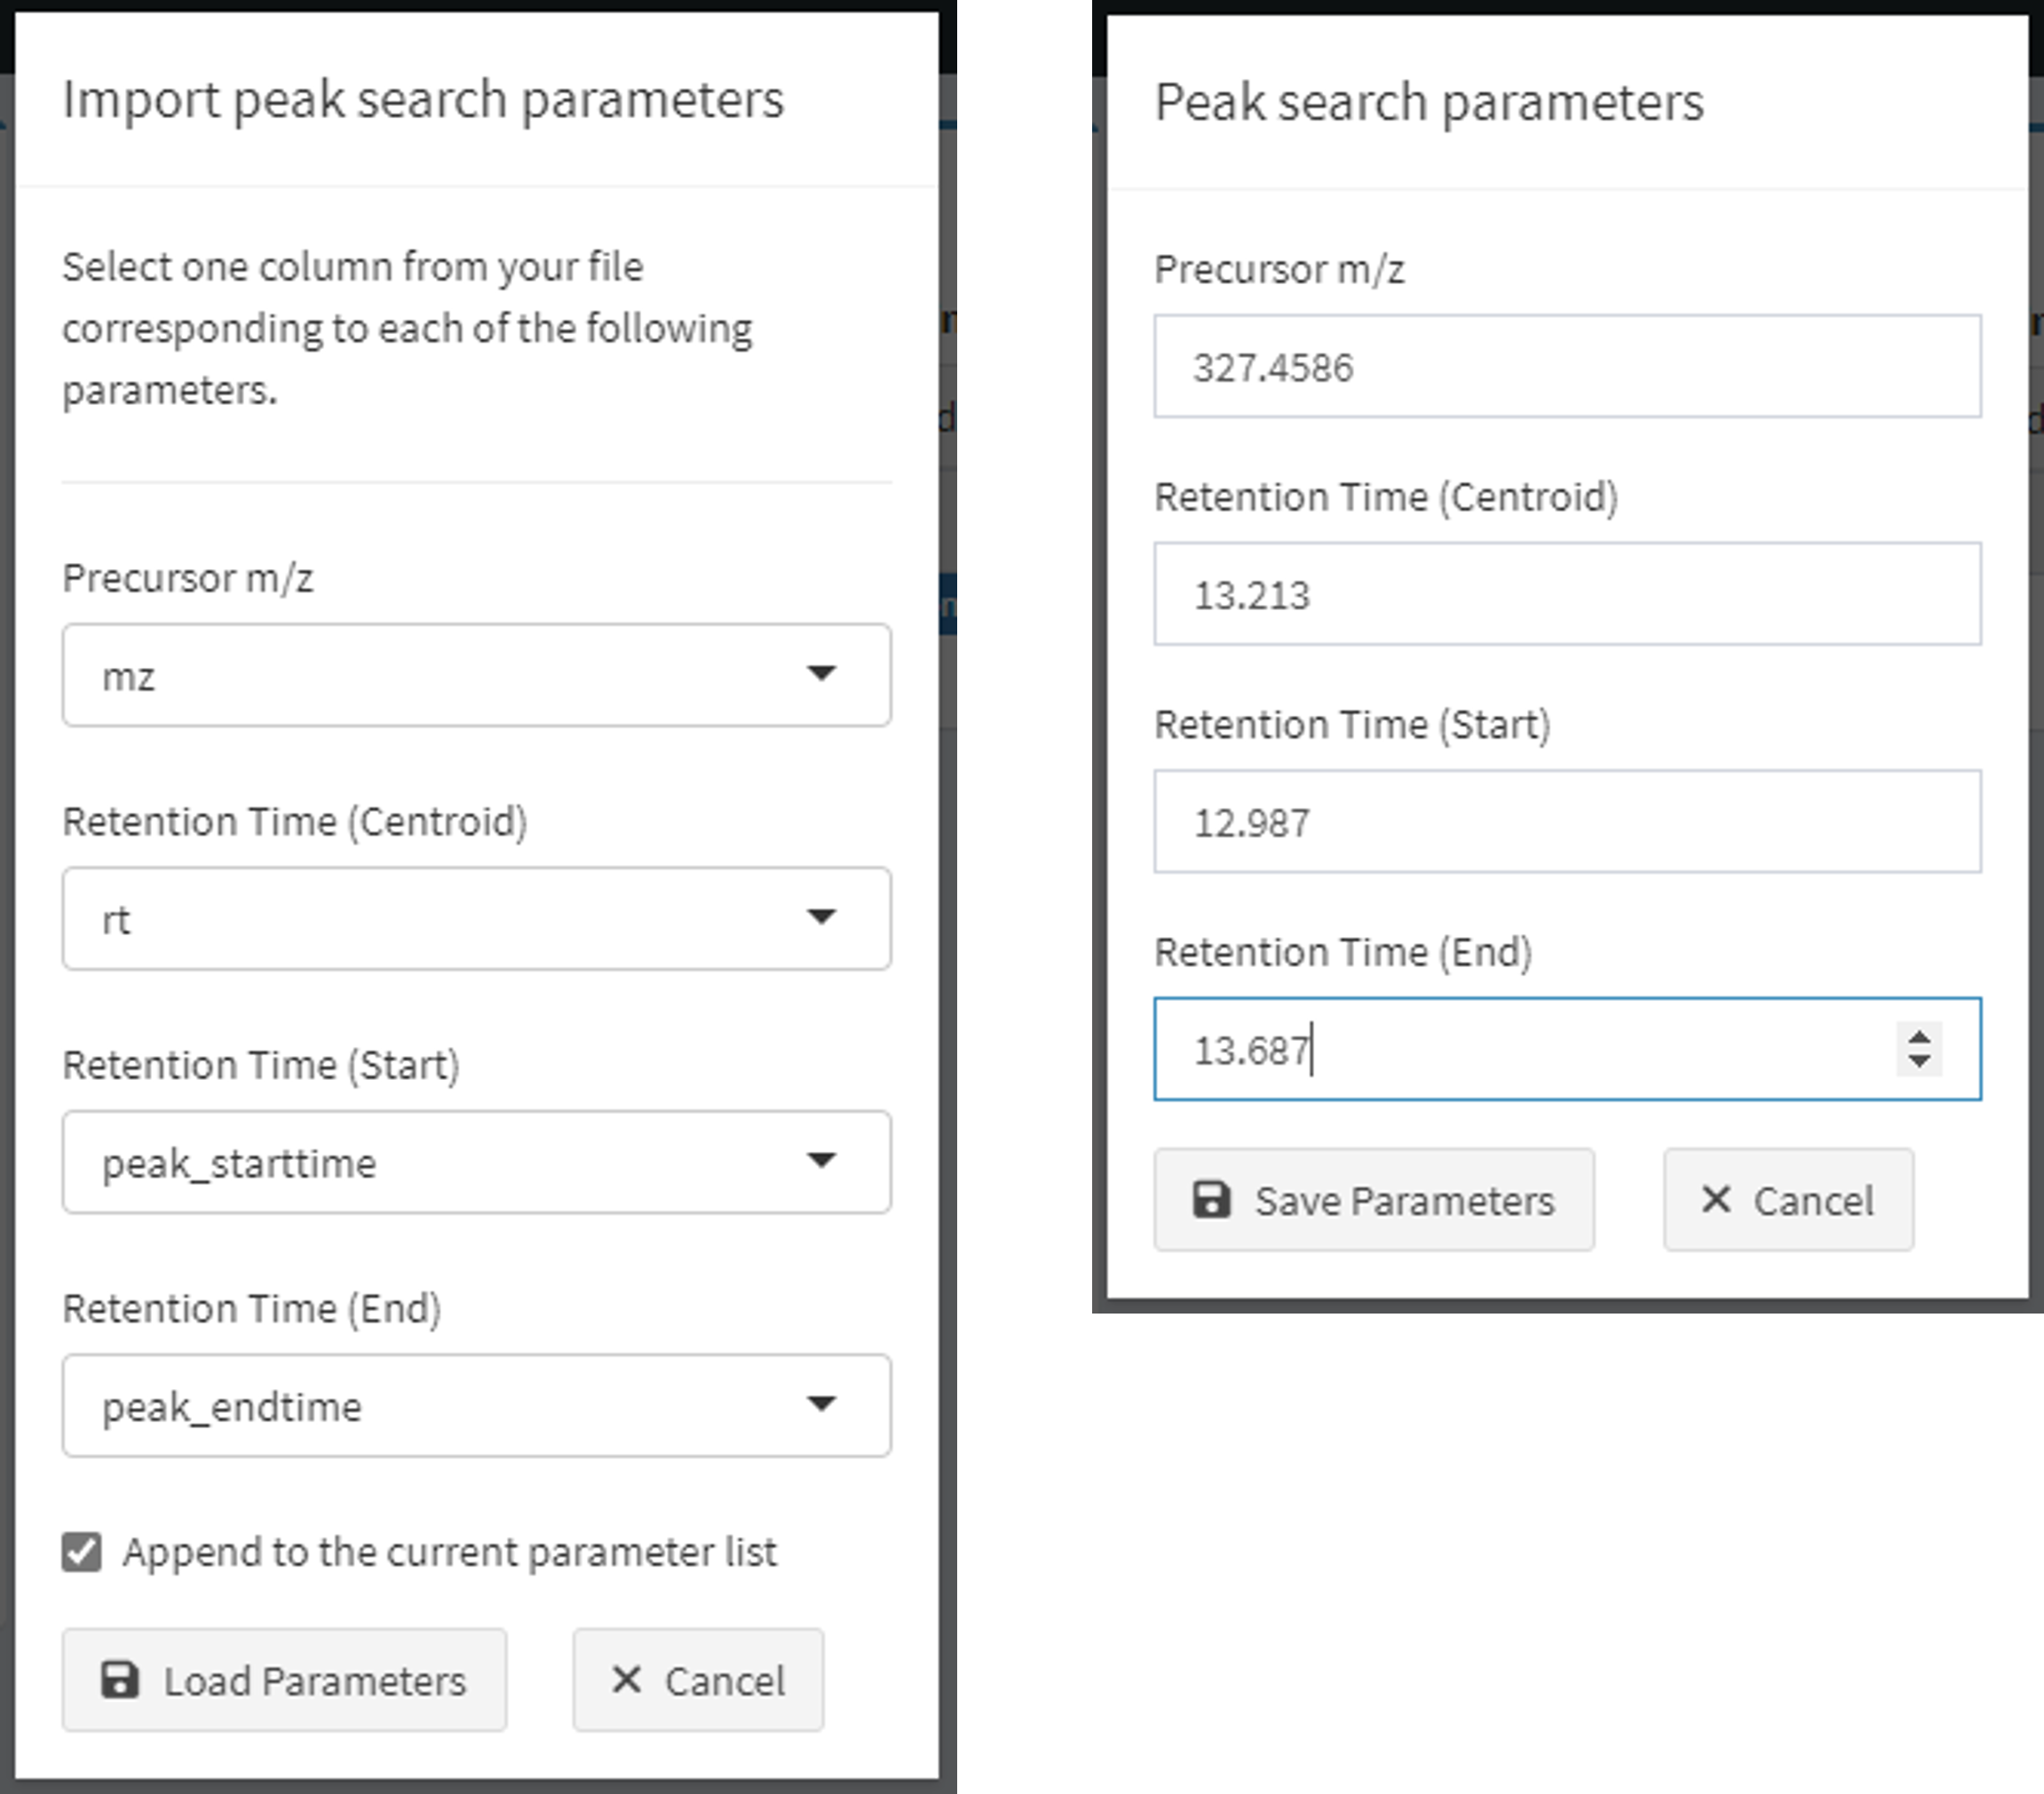 Import peak search parameters
Select one column from your file
corresponding to each of the following
parameters.
Precursor m/z
mz
Retention Time (Centroid)
rt
Retention Time (Start)
peak_starttime
Retention Time (End)
peak_endtime
Append to the current parameter list
Load Parameters
Cancel
Peak search parameters
Precursor m/z
327.4586
Retention Time (Centroid)
13.213
Retention Time (Start)
12.987
Retention Time (End)
13.687
Save Parameters
Cancel